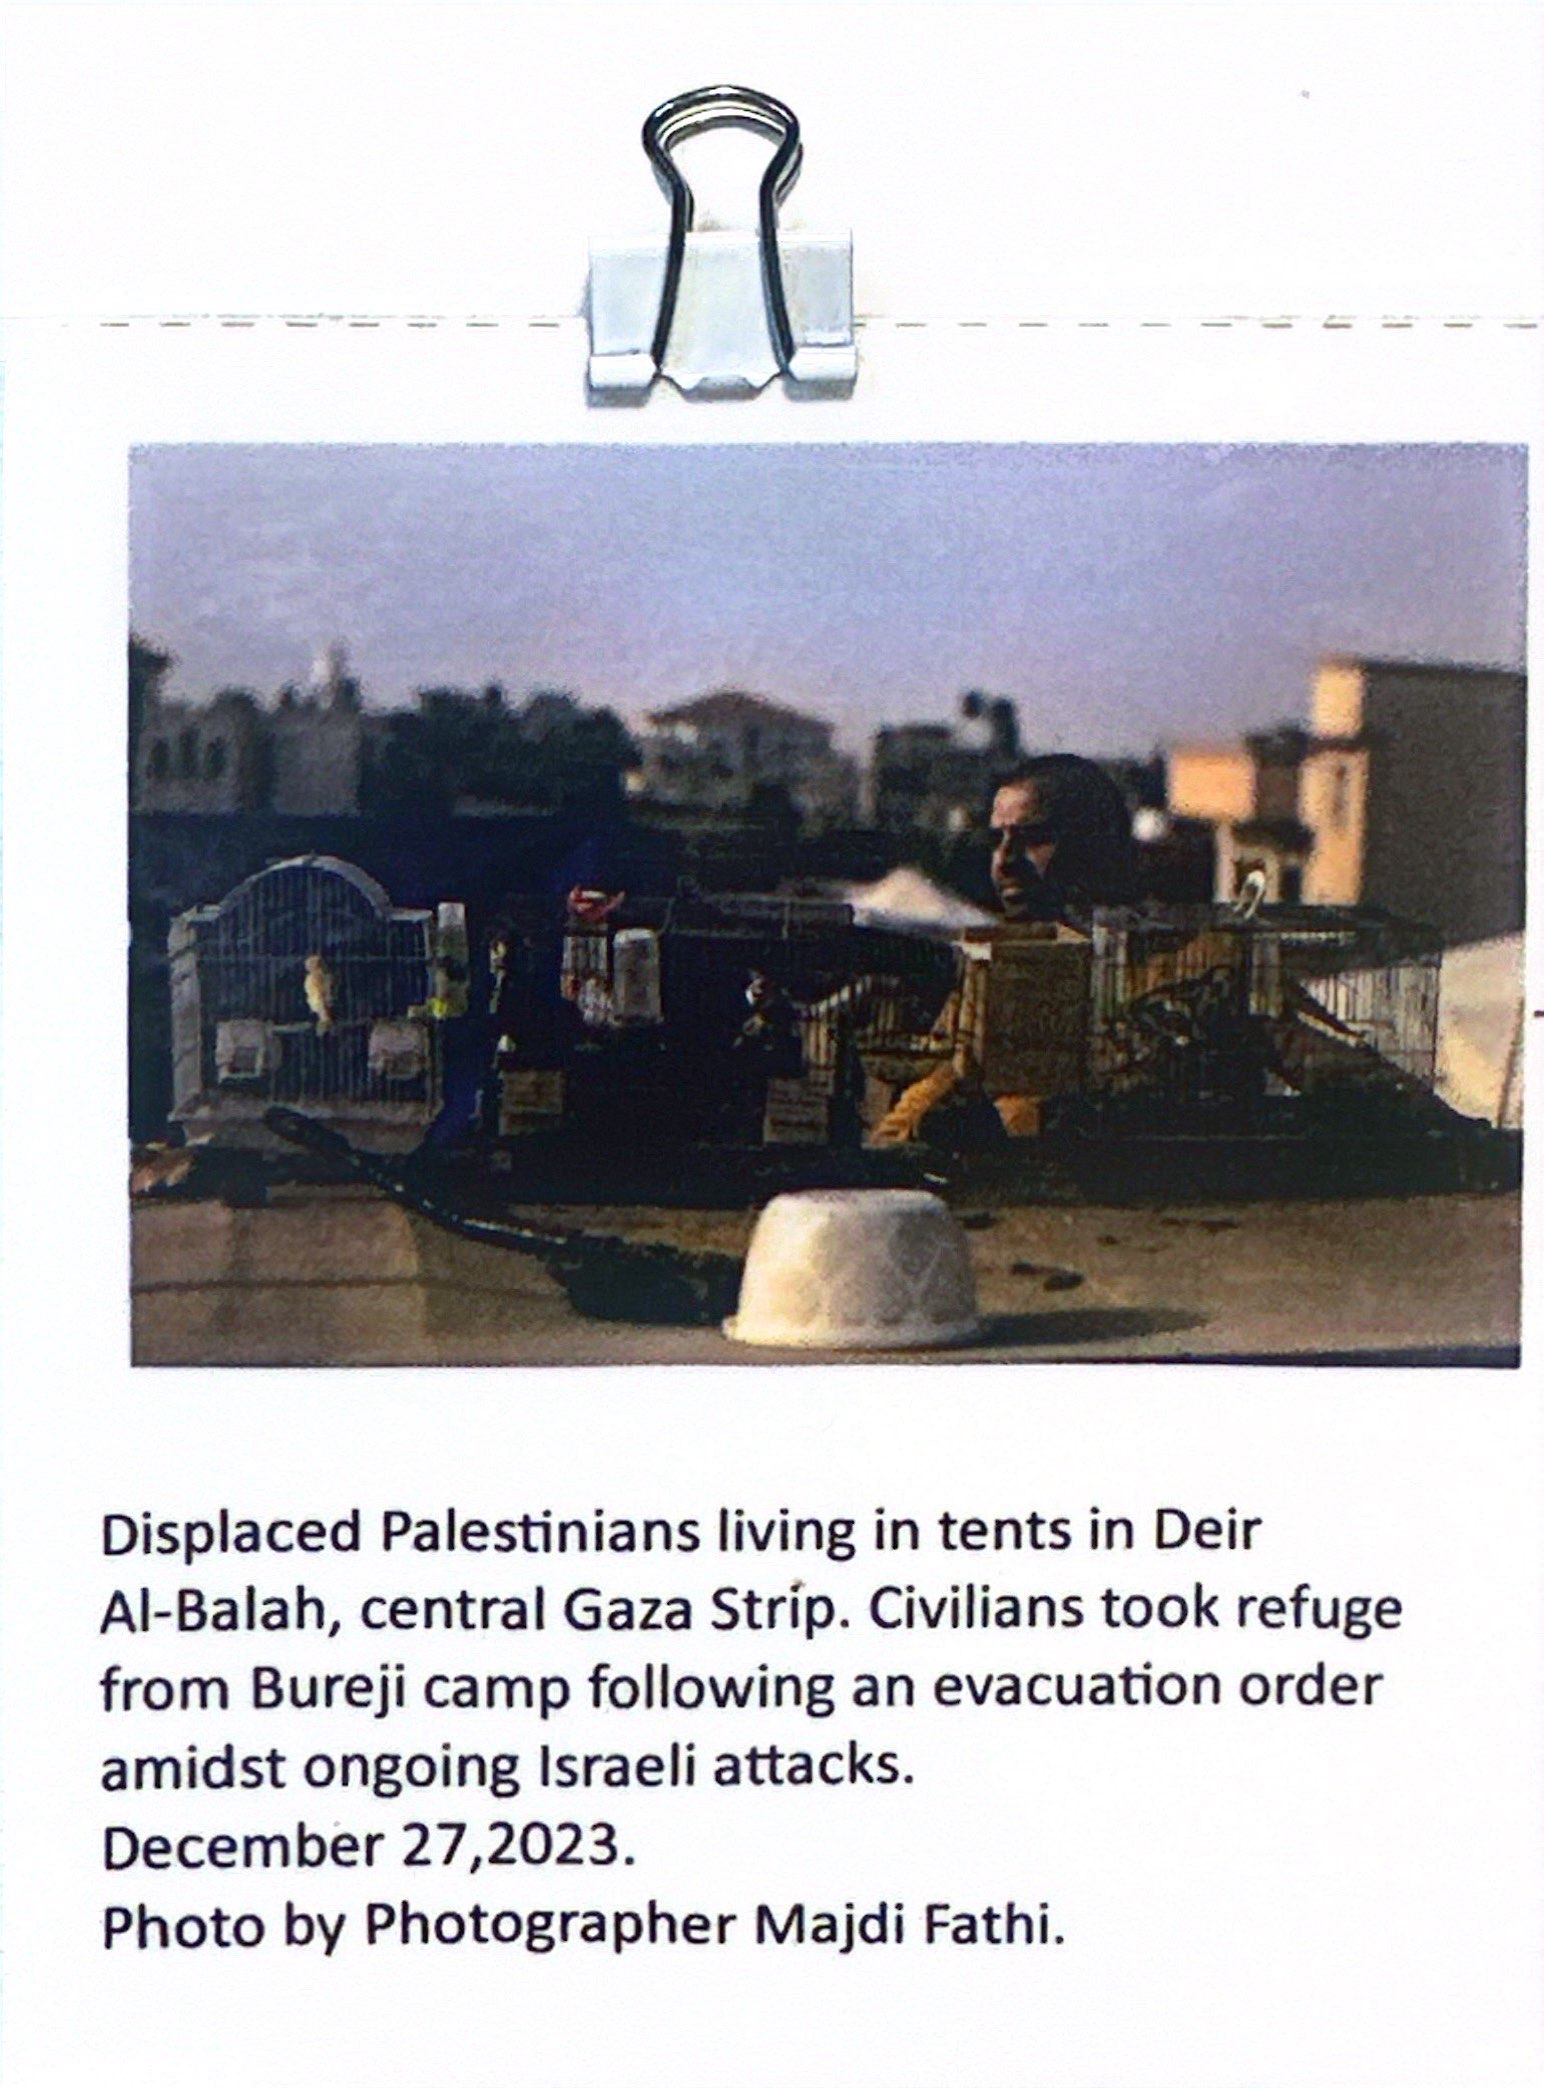 Displaced Palestinians living in tents in Deir
Al-Balah, central Gaza Strip. Civilians took refuge
from Bureji camp following an evacuation order
amidst ongoing Israeli attacks.
December 27,2023.
Photo by Photographer Majdi Fathi.